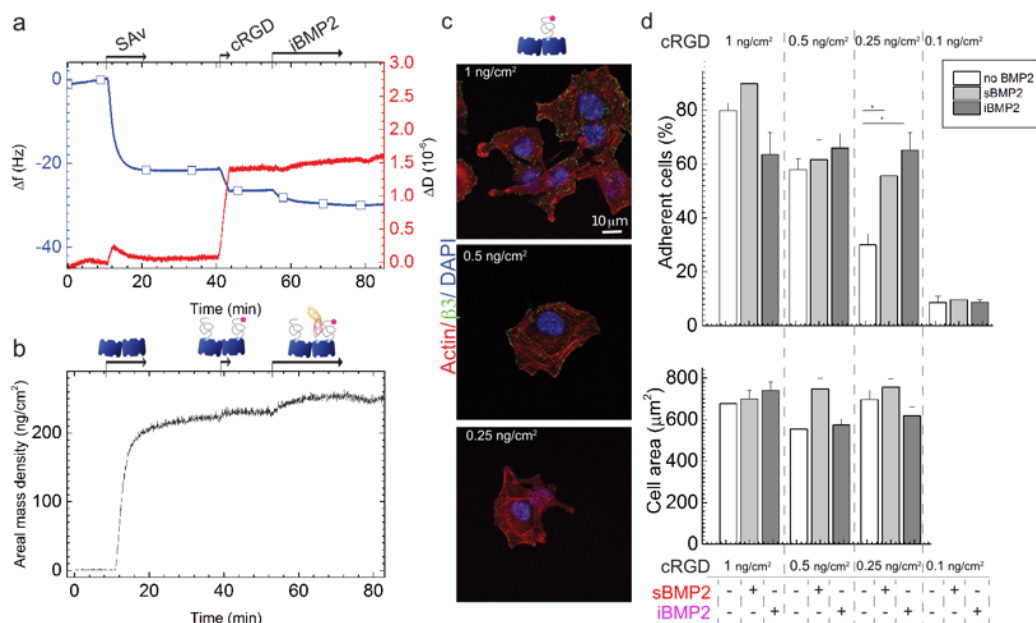 a
SAv
cRGD
iBMP2
0
-20
-40
Δf (Hz)
3.0
2.5
2.0
1.5
1.0
0.5
0.0
ΔD (10⁻⁶)
0 20 40 60 80
Time (min)
b
200
100
0
Areal mass density (ng/cm²)
0 20 40 60 80
Time (min)
c
Actin/β3/ DAPI
1 ng/cm²
10 µm
0.5 ng/cm²
0.25 ng/cm²
d
cRGD 1 ng/cm² 0.5 ng/cm² 0.25 ng/cm² 0.1 ng/cm²
no BMP2
sBMP2
iBMP2
80
60
40
20
0
Adherent cells (%)
* 
*
800
600
400
200
0
Cell area (µm²)
cRGD 1 ng/cm² 0.5 ng/cm² 0.25 ng/cm² 0.1 ng/cm²
sBMP2 - + - - + - - + - - + -
iBMP2 - - + - - + - - + - - +